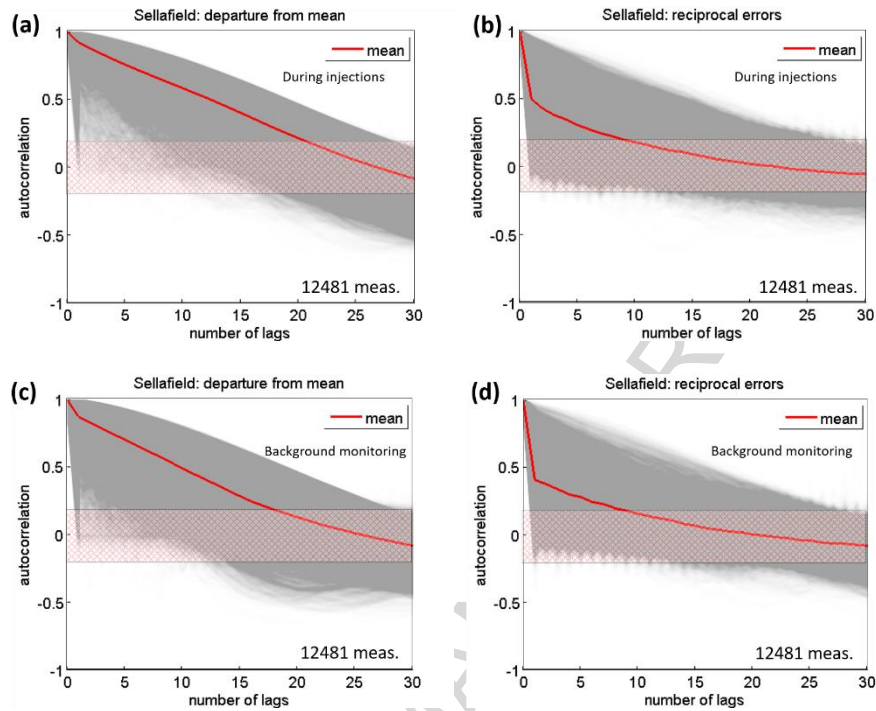 (a)
Sellafield: departure from mean
1
0.5
0
-0.5
-1
autocorrelation
mean
During injections
12481 meas.
0 5 10 15 20 25 30
number of lags
(b)
Sellafield: reciprocal errors
1
0.5
0
-0.5
-1
autocorrelation
mean
During injections
12481 meas.
0 5 10 15 20 25 30
number of lags
(c)
Sellafield: departure from mean
1
0.5
0
-0.5
-1
autocorrelation
mean
Background monitoring
12481 meas.
0 5 10 15 20 25 30
number of lags
(d)
Sellafield: reciprocal errors
1
0.5
0
-0.5
-1
autocorrelation
mean
Background monitoring
12481 meas.
0 5 10 15 20 25 30
number of lags